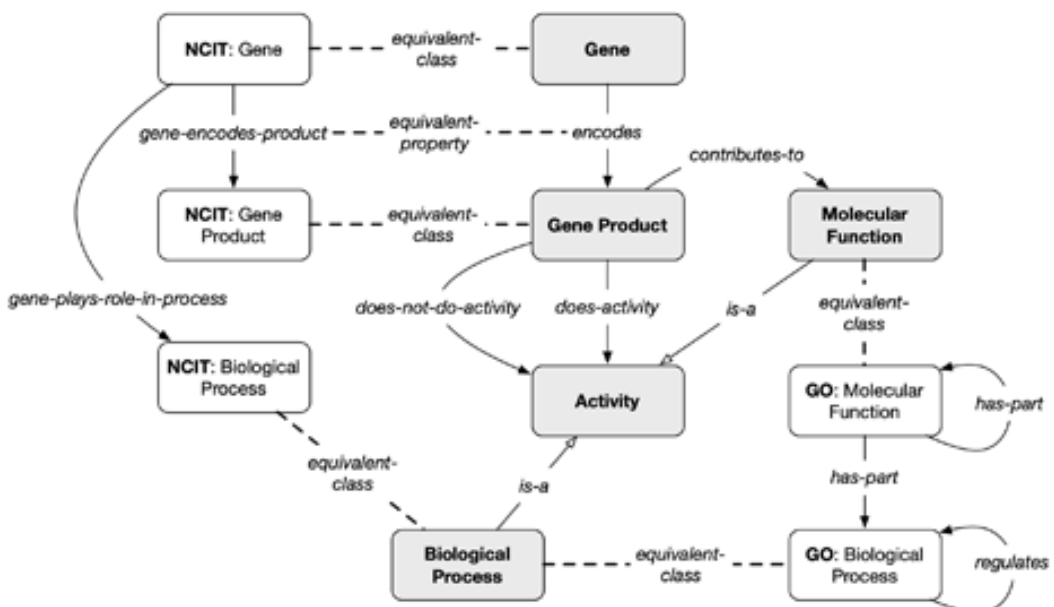 NCIT: Gene
equivalent-
class
Gene
gene-encodes-product
equivalent-
property
encodes
contributes-to
NCIT: Gene
Product
equivalent-
class
Gene Product
Molecular
Function
gene-plays-role-in-process
does-not-do-activity
does-activity
is-a
equivalent-
class
NCIT: Biological
Process
Activity
GO: Molecular
Function
has-part
equivalent-
class
is-a
has-part
Biological
Process
equivalent-
class
GO: Biological
Process
regulates